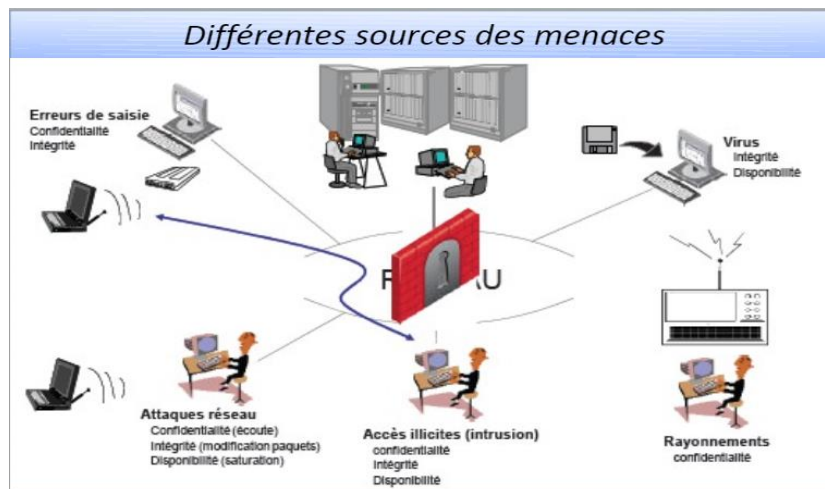 Différentes sources des menaces
Erreurs de saisie
Confidentialité
Intégrité
Virus
Intégrité
Disponibilité
Attaques réseau
Confidentialité (écoute)
Intégrité (modification paquets)
Disponibilité (saturation)
Accès illicites (intrusion)
confidentialité
Intégrité
Disponibilité
Rayonnements
confidentialité